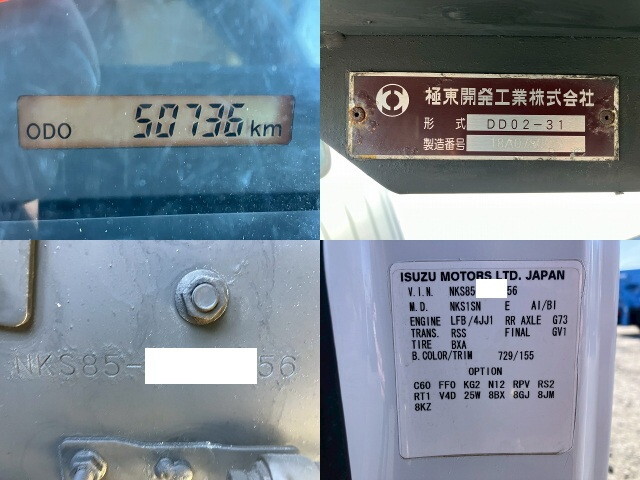 ODO 50736 km
極東開発工業株式会社
形式 DD02-31
製造番号
NKS85- 56
ISUZU MOTORS LTD. JAPAN
V.I.N. NKS85 56
M.D. NKS1SN E AI/BI
ENGINE LFB/4JJ1 RR AXLE G73
TRANS. RSS FINAL GV1
TIRE BXA
B.COLOR/TRIM 729/155
OPTION
C60 FF0 KG2 N12 RPV RS2
RT1 V4D 25W 8BX 8GJ 8JM
8KZ